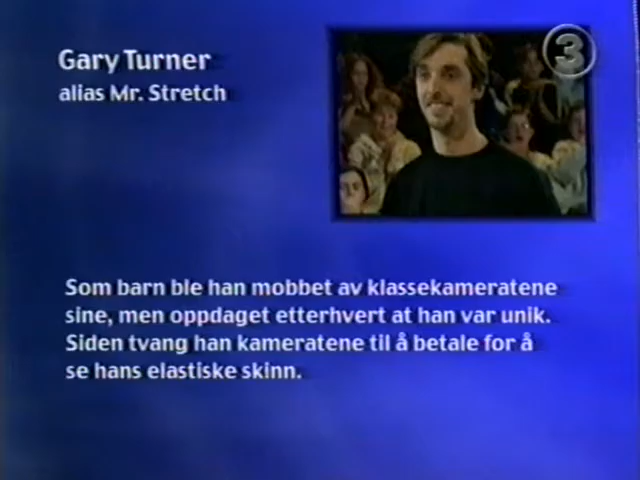 3
Gary Turner
alias Mr. Stretch
Som barn ble han mobbet av klassekameratene
sine, men oppdaget etterhvert at han var unik.
Siden tvang han kameratene til å betale for å
se hans elastiske skinn.